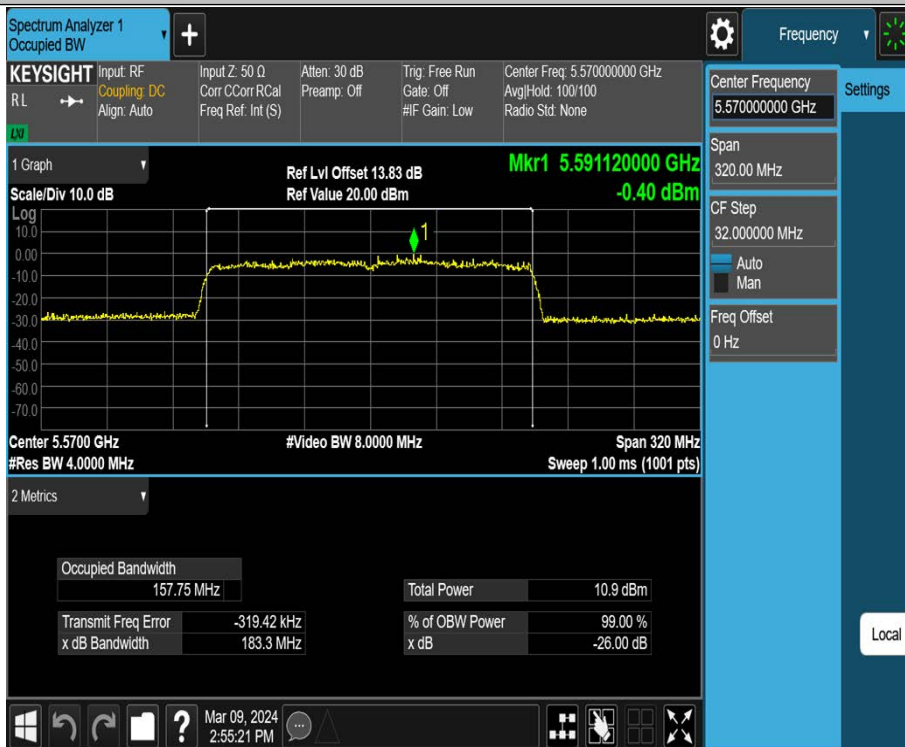 Spectrum Analyzer 1
Occupied BW
+
Frequency
KEYSIGHT
RL
LXI
Input: RF
Coupling: DC
Align: Auto
Input Z: 50 Ω
Corr CCorr RCal
Freq Ref: Int (S)
Atten: 30 dB
Preamp: Off
Trig: Free Run
Gate: Off
#IF Gain: Low
Center Freq: 5.570000000 GHz
Avg|Hold: 100/100
Radio Std: None
Center Frequency
5.570000000 GHz
Settings
Span
320.00 MHz
CF Step
32.000000 MHz
Auto
Man
Freq Offset
0 Hz
1 Graph
Scale/Div 10.0 dB
Ref Lvl Offset 13.83 dB
Ref Value 20.00 dBm
Mkr1 5.591120000 GHz
-0.40 dBm
Log
10.0
0.00
-10.0
-20.0
-30.0
-40.0
-50.0
-60.0
-70.0
1
Center 5.5700 GHz
#Video BW 8.0000 MHz
Span 320 MHz
#Res BW 4.0000 MHz
Sweep 1.00 ms (1001 pts)
2 Metrics
Occupied Bandwidth
157.75 MHz
Total Power 10.9 dBm
Transmit Freq Error -319.42 kHz
% of OBW Power 99.00 %
x dB Bandwidth 183.3 MHz
x dB -26.00 dB
Local
?
Mar 09, 2024
2:55:21 PM